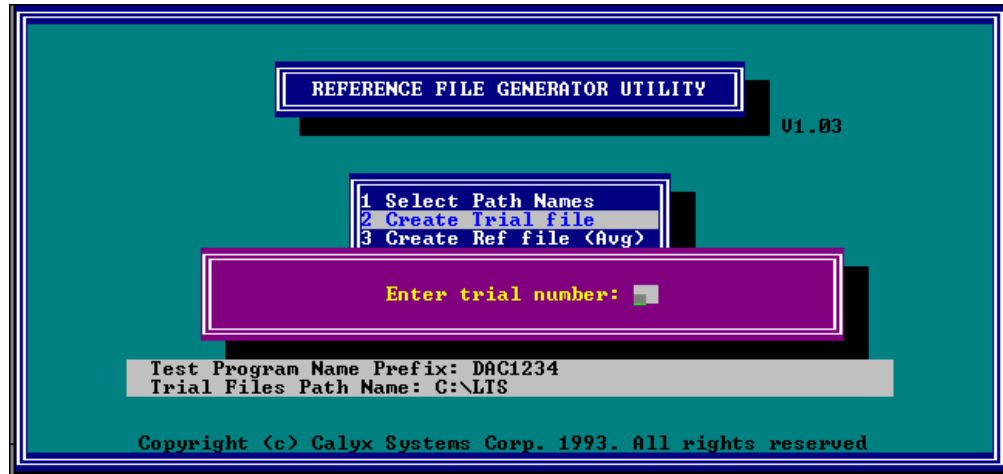 REFERENCE FILE GENERATOR UTILITY
V1.03
1 Select Path Names
2 Create Trial file
3 Create Ref file (Avg)
Enter trial number:
Test Program Name Prefix: DAC1234
Trial Files Path Name: C:\LTS
Copyright (c) Calyx Systems Corp. 1993. All rights reserved